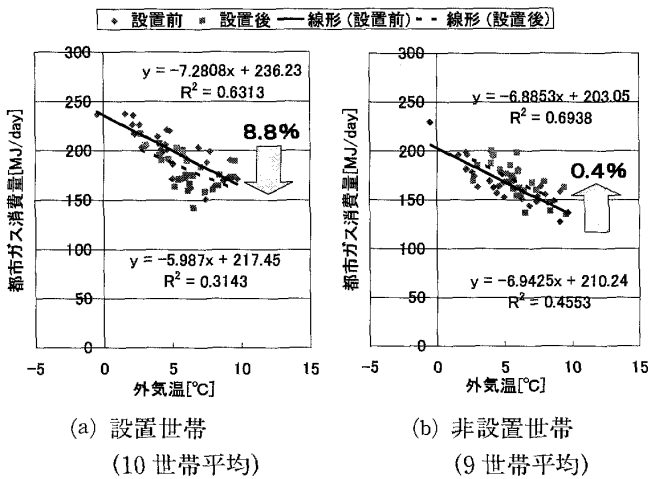 ◆ 設置前 ■ 設置後 線形(設置前) 線形(設置後)
都市ガス消費量[MJ/day]
300
250
200
150
100
50
0
y = -7.2808x + 236.23
R² = 0.6313
8.8%
y = -5.987x + 217.45
R² = 0.3143
-5 0 5 10 15
外気温[℃]
(a) 設置世帯
(10世帯平均)
都市ガス消費量[MJ/day]
300
250
200
150
100
50
0
y = -6.8853x + 203.05
R² = 0.6938
0.4%
y = -6.9425x + 210.24
R² = 0.4553
-5 0 5 10 15
外気温[℃]
(b) 非設置世帯
(9世帯平均)